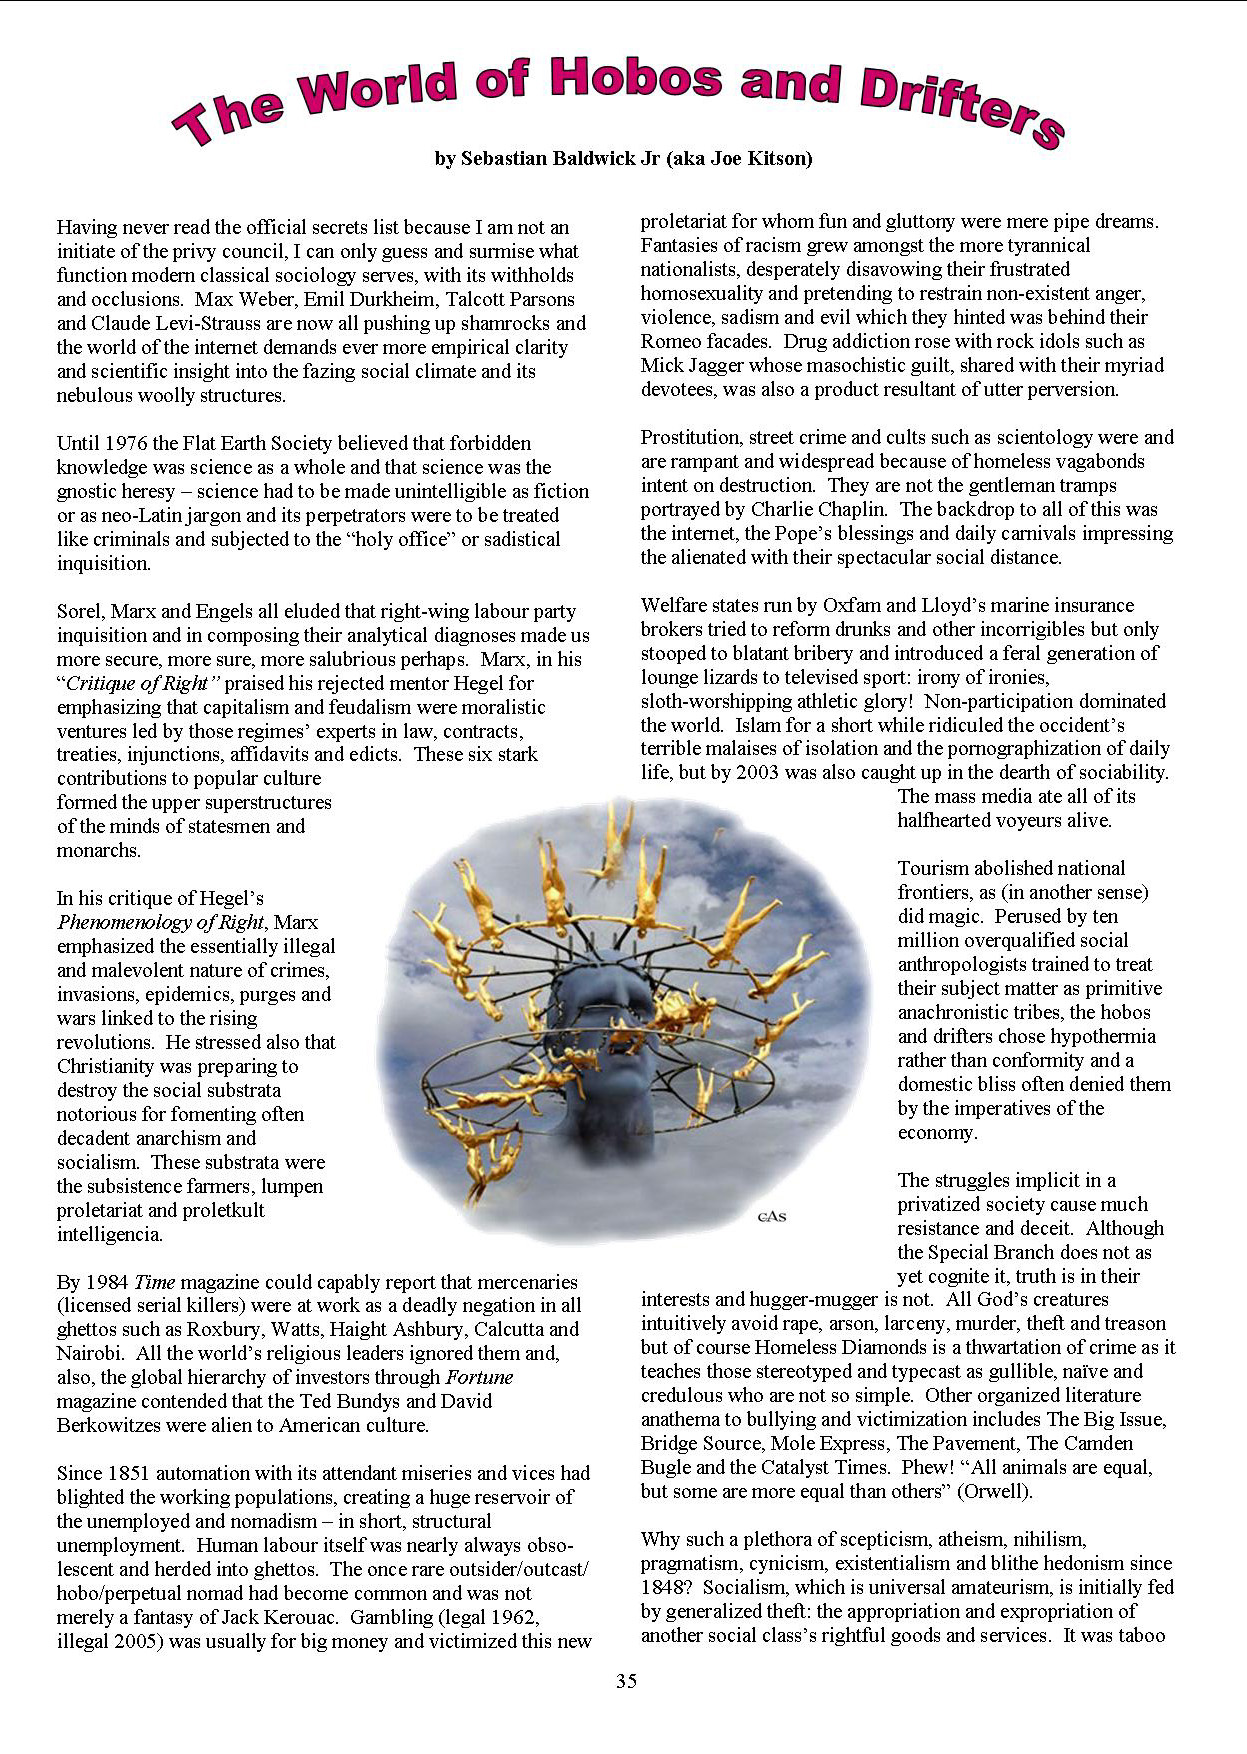 The World of Hobos and Drifters
by Sebastian Baldwick Jr (aka Joe Kitson)
Having never read the official secrets list because I am not an
initiate of the privy council, I can only guess and surmise what
function modern classical sociology serves, with its withholds
and occlusions.  Max Weber, Emil Durkheim, Talcott Parsons
and Claude Levi-Strauss are now all pushing up shamrocks and
the world of the internet demands ever more empirical clarity
and scientific insight into the fazing social climate and its
nebulous woolly structures.
Until 1976 the Flat Earth Society believed that forbidden
knowledge was science as a whole and that science was the
gnostic heresy – science had to be made unintelligible as fiction
or as neo-Latin jargon and its perpetrators were to be treated
like criminals and subjected to the “holy office” or sadistical
inquisition.
Sorel, Marx and Engels all eluded that right-wing labour party
inquisition and in composing their analytical diagnoses made us
more secure, more sure, more salubrious perhaps.  Marx, in his
“Critique of Right” praised his rejected mentor Hegel for
emphasizing that capitalism and feudalism were moralistic
ventures led by those regimes’ experts in law, contracts,
treaties, injunctions, affidavits and edicts.  These six stark
contributions to popular culture
formed the upper superstructures
of the minds of statesmen and
monarchs.
In his critique of Hegel’s
Phenomenology of Right, Marx
emphasized the essentially illegal
and malevolent nature of crimes,
invasions, epidemics, purges and
wars linked to the rising
revolutions.  He stressed also that
Christianity was preparing to
destroy the social substrata
notorious for fomenting often
decadent anarchism and
socialism.  These substrata were
the subsistence farmers, lumpen
proletariat and proletkult
intelligencia.
By 1984 Time magazine could capably report that mercenaries
(licensed serial killers) were at work as a deadly negation in all
ghettos such as Roxbury, Watts, Haight Ashbury, Calcutta and
Nairobi.  All the world’s religious leaders ignored them and,
also, the global hierarchy of investors through Fortune
magazine contended that the Ted Bundys and David
Berkowitzes were alien to American culture.
Since 1851 automation with its attendant miseries and vices had
blighted the working populations, creating a huge reservoir of
the unemployed and nomadism – in short, structural
unemployment.  Human labour itself was nearly always obso-
lescent and herded into ghettos.  The once rare outsider/outcast/
hobo/perpetual nomad had become common and was not
merely a fantasy of Jack Kerouac.  Gambling (legal 1962,
illegal 2005) was usually for big money and victimized this new
proletariat for whom fun and gluttony were mere pipe dreams.
Fantasies of racism grew amongst the more tyrannical
nationalists, desperately disavowing their frustrated
homosexuality and pretending to restrain non-existent anger,
violence, sadism and evil which they hinted was behind their
Romeo facades.  Drug addiction rose with rock idols such as
Mick Jagger whose masochistic guilt, shared with their myriad
devotees, was also a product resultant of utter perversion.
Prostitution, street crime and cults such as scientology were and
are rampant and widespread because of homeless vagabonds
intent on destruction.  They are not the gentleman tramps
portrayed by Charlie Chaplin.  The backdrop to all of this was
the internet, the Pope’s blessings and daily carnivals impressing
the alienated with their spectacular social distance.
Welfare states run by Oxfam and Lloyd’s marine insurance
brokers tried to reform drunks and other incorrigibles but only
stooped to blatant bribery and introduced a feral generation of
lounge lizards to televised sport: irony of ironies,
sloth-worshipping athletic glory!  Non-participation dominated
the world.  Islam for a short while ridiculed the occident’s
terrible malaises of isolation and the pornographization of daily
life, but by 2003 was also caught up in the dearth of sociability.
The mass media ate all of its
halfhearted voyeurs alive.
Tourism abolished national
frontiers, as (in another sense)
did magic.  Perused by ten
million overqualified social
anthropologists trained to treat
their subject matter as primitive
anachronistic tribes, the hobos
and drifters chose hypothermia
rather than conformity and a
domestic bliss often denied them
by the imperatives of the
economy.
The struggles implicit in a
privatized society cause much
resistance and deceit.  Although
the Special Branch does not as
yet cognite it, truth is in their
interests and hugger-mugger is not.  All God’s creatures
intuitively avoid rape, arson, larceny, murder, theft and treason
but of course Homeless Diamonds is a thwartation of crime as it
teaches those stereotyped and typecast as gullible, naïve and
credulous who are not so simple.  Other organized literature
anathema to bullying and victimization includes The Big Issue,
Bridge Source, Mole Express, The Pavement, The Camden
Bugle and the Catalyst Times.  Phew! “All animals are equal,
but some are more equal than others” (Orwell).
Why such a plethora of scepticism, atheism, nihilism,
pragmatism, cynicism, existentialism and blithe hedonism since
1848?  Socialism, which is universal amateurism, is initially fed
by generalized theft: the appropriation and expropriation of
another social class’s rightful goods and services.  It was taboo
CAS
35